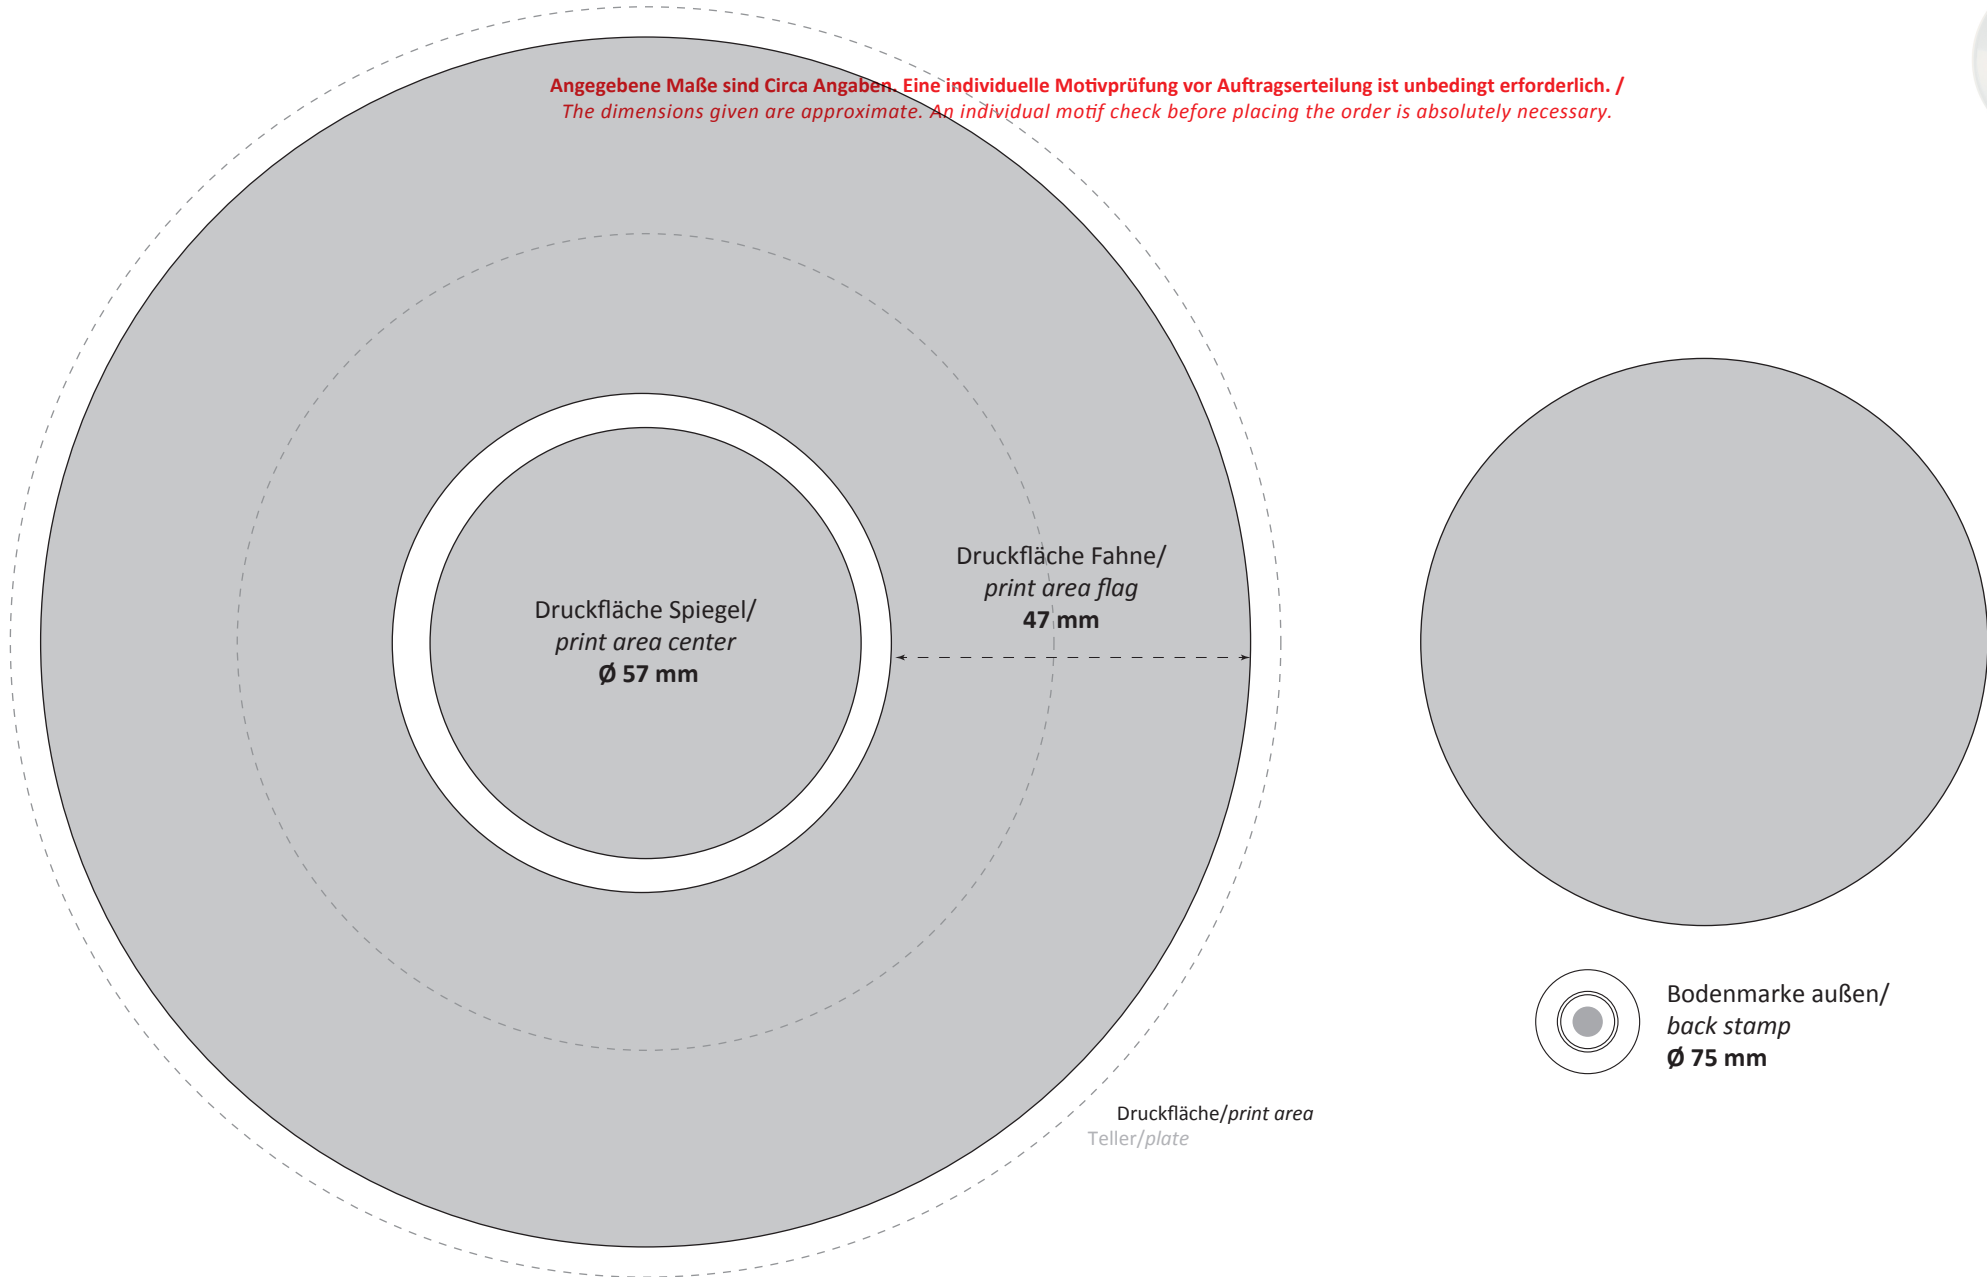 Angegebene Maße sind Circa Angaben. Eine individuelle Motivprüfung vor Auftragserteilung ist unbedingt erforderlich. /
The dimensions given are approximate. An individual motif check before placing the order is absolutely necessary.
Druckfläche Fahne/
print area flag
47 mm
Druckfläche Spiegel/
print area center
Ø 57 mm
Bodenmarke außen/
back stamp
Ø 75 mm
Druckfläche/print area
Teller/plate